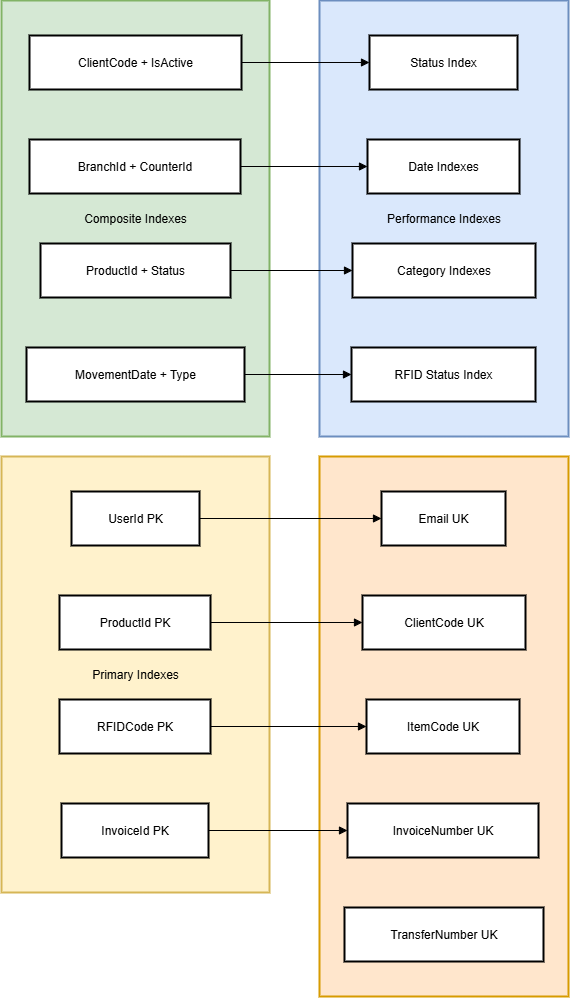 ClientCode + IsActive
Status Index
BranchId + CounterId
Date Indexes
Composite Indexes
Performance Indexes
ProductId + Status
Category Indexes
MovementDate + Type
RFID Status Index
UserId PK
Email UK
ProductId PK
ClientCode UK
Primary Indexes
RFIDCode PK
ItemCode UK
InvoiceId PK
InvoiceNumber UK
TransferNumber UK